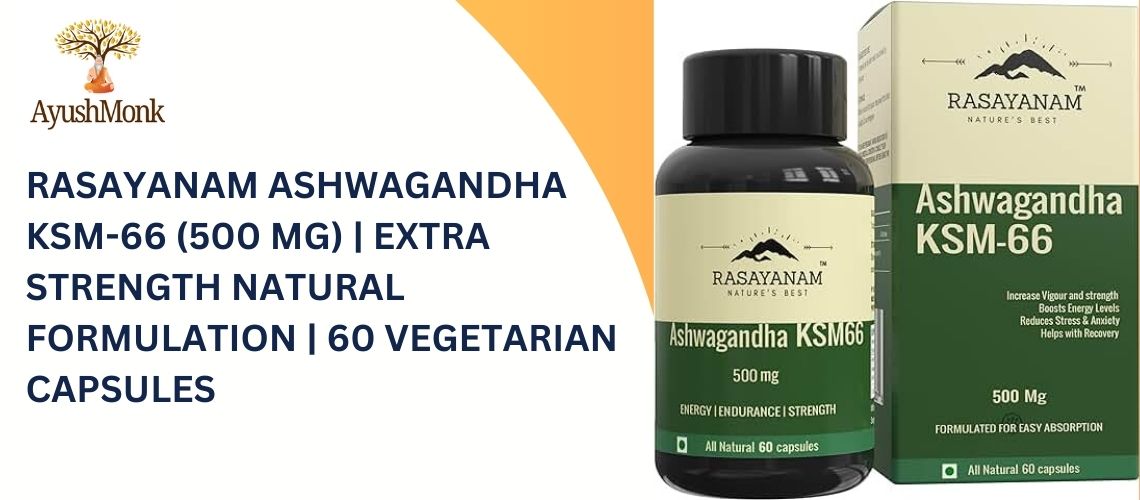 AyushMonk
RASAYANAM ASHWAGANDHA
KSM-66 (500 MG) | EXTRA
STRENGTH NATURAL
FORMULATION | 60 VEGETARIAN
CAPSULES
RASAYANAM
NATURE'S BEST
Ashwagandha KSM66
500 mg
ENERGY | ENDURANCE | STRENGTH
All Natural 60 capsules
RASAYANAM™
NATURE'S BEST
Ashwagandha
KSM-66
Increase Vigour and strength
Boosts Energy Levels
Reduces Stress & Anxiety
Helps with Recovery
500 Mg
FORMULATED FOR EASY ABSORPTION
All Natural 60 capsules